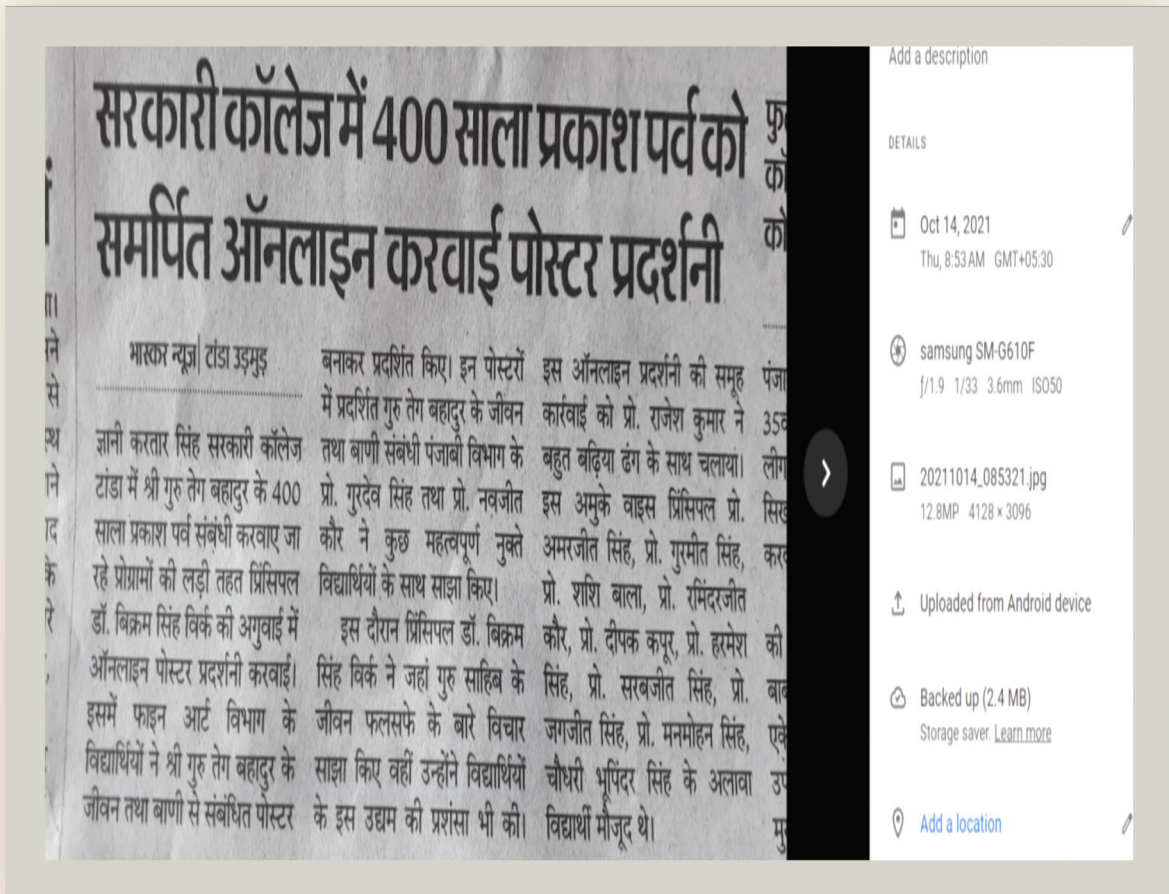 सरकारी कॉलेज में 400 साला प्रकाश पर्व को
समर्पित ऑनलाइन करवाई पोस्टर प्रदर्शनी
भास्कर न्यूज| टांडा उड़मुड़
ज्ञानी करतार सिंह सरकारी कॉलेज
टांडा में श्री गुरु तेग बहादुर के 400
साला प्रकाश पर्व संबंधी करवाए जा
रहे प्रोग्रामों की लड़ी तहत प्रिंसिपल
डॉ. बिक्रम सिंह विर्क की अगुवाई में
ऑनलाइन पोस्टर प्रदर्शनी करवाई।
इसमें फाइन आर्ट विभाग के
विद्यार्थियों ने श्री गुरु तेग बहादुर के
जीवन तथा बाणी से संबंधित पोस्टर
बनाकर प्रदर्शित किए। इन पोस्टरों
में प्रदर्शित गुरु तेग बहादुर के जीवन
तथा बाणी संबंधी पंजाबी विभाग के
प्रो. गुरदेव सिंह तथा प्रो. नवजीत
कौर ने कुछ महत्वपूर्ण नुक्ते
विद्यार्थियों के साथ साझा किए।
इस दौरान प्रिंसिपल डॉ. बिक्रम
सिंह विर्क ने जहां गुरु साहिब के
जीवन फलसफे के बारे विचार
साझा किए वहीं उन्होंने विद्यार्थियों
के इस उद्यम की प्रशंसा भी की।
इस ऑनलाइन प्रदर्शनी की समूह
कार्रवाई को प्रो. राजेश कुमार ने
बहुत बढ़िया ढंग के साथ चलाया।
इस अमुके वाइस प्रिंसिपल प्रो.
अमरजीत सिंह, प्रो. गुरमीत सिंह,
प्रो. शशि बाला, प्रो. रमिंदरजीत
कौर, प्रो. दीपक कपूर, प्रो. हरमेश
सिंह, प्रो. सरबजीत सिंह, प्रो.
जगजीत सिंह, प्रो. मनमोहन सिंह,
चौधरी भूपिंदर सिंह के अलावा
विद्यार्थी मौजूद थे।
Add a description
DETAILS
Oct 14, 2021
Thu, 8:53 AM GMT+05:30
samsung SM-G610F
f/1.9 1/33 3.6mm ISO50
20211014_085321.jpg
12.8MP 4128 × 3096
Uploaded from Android device
Backed up (2.4 MB)
Storage saver. Learn more
Add a location